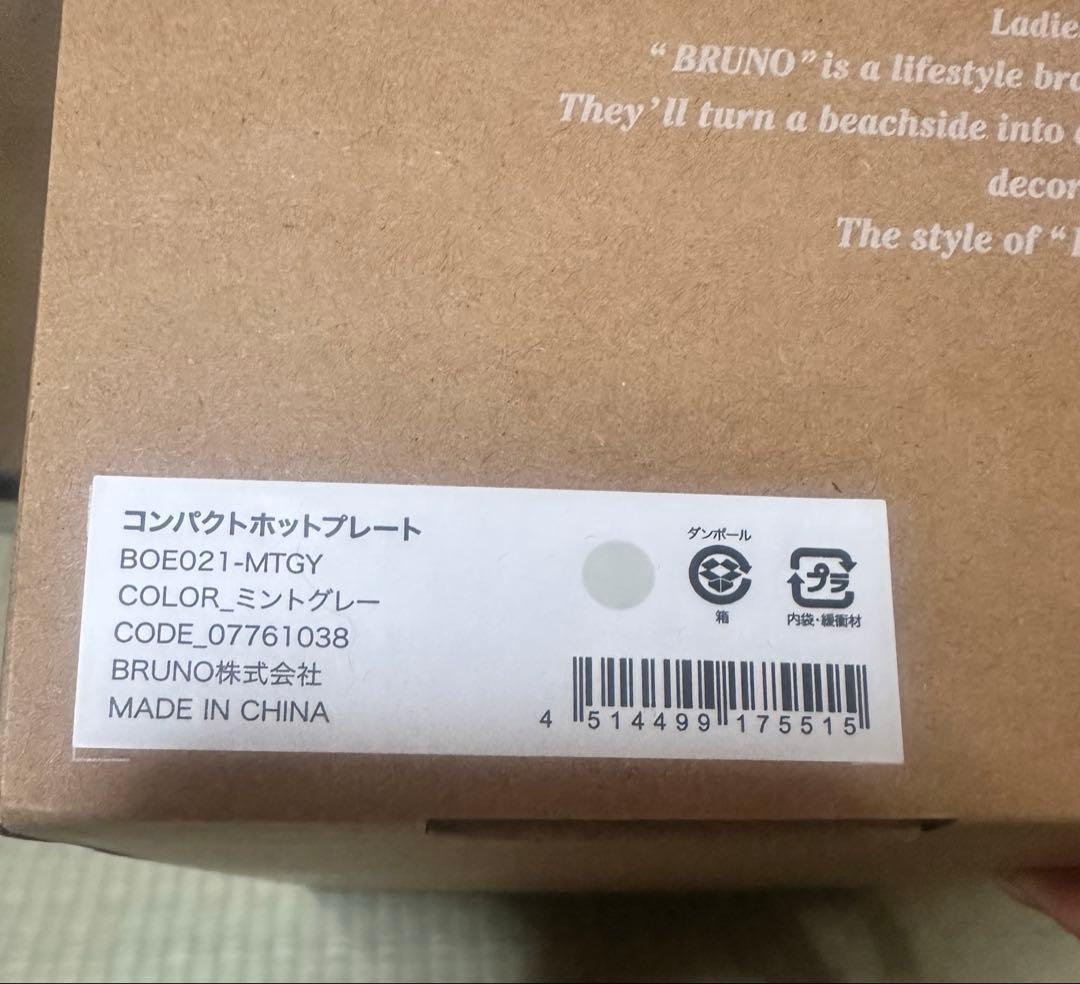 Ladie
“BRUNO” is a lifestyle
They’ll turn a beachside into
decor
The style of “
コンパクトホットプレート
BOE021-MTGY
COLOR_ミントグレー
CODE_07761038
BRUNO株式会社
MADE IN CHINA
ダンボール
箱
プラ
内袋・緩衝材
4 514499 175515